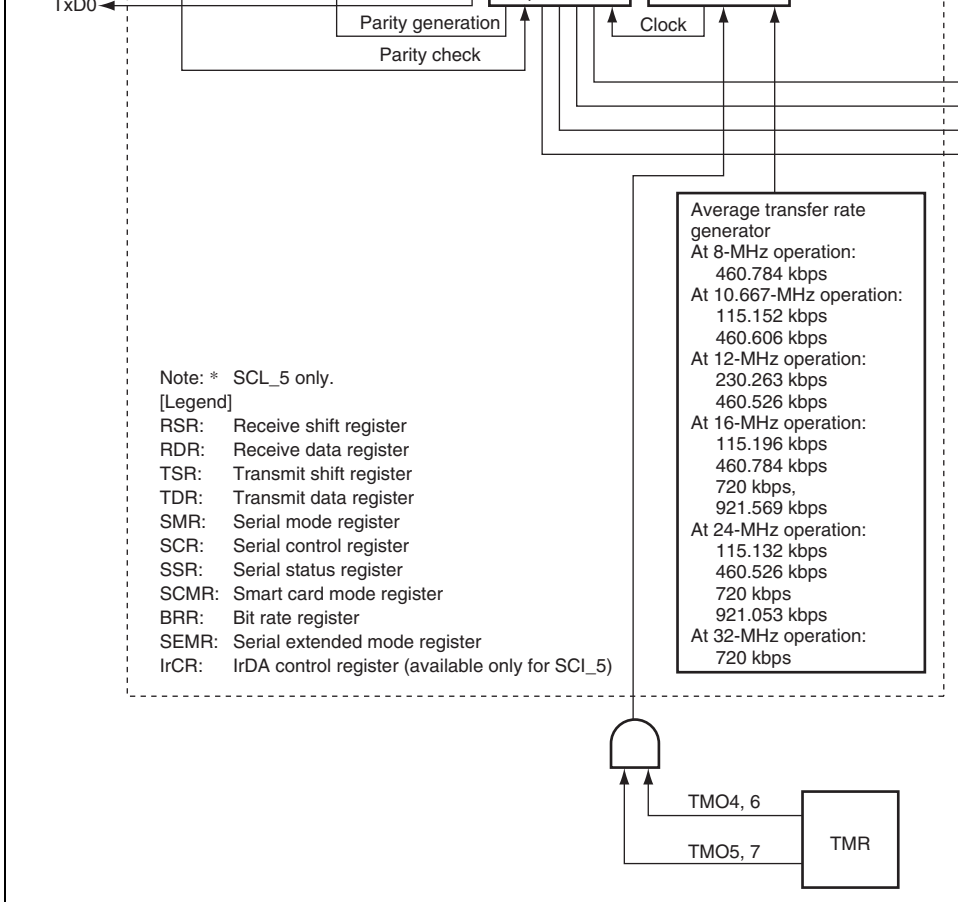 TxD0
Parity generation
Clock
Parity check
Average transfer rate
generator
At 8-MHz operation:
460.784 kbps
At 10.667-MHz operation:
115.152 kbps
460.606 kbps
At 12-MHz operation:
230.263 kbps
460.526 kbps
At 16-MHz operation:
115.196 kbps
460.784 kbps
720 kbps,
921.569 kbps
At 24-MHz operation:
115.132 kbps
460.526 kbps
720 kbps
921.053 kbps
At 32-MHz operation:
720 kbps
Note: * SCL_5 only.
[Legend]
RSR: Receive shift register
RDR: Receive data register
TSR: Transmit shift register
TDR: Transmit data register
SMR: Serial mode register
SCR: Serial control register
SSR: Serial status register
SCMR: Smart card mode register
BRR: Bit rate register
SEMR: Serial extended mode register
IrCR: IrDA control register (available only for SCI_5)
TMO4, 6
TMO5, 7
TMR